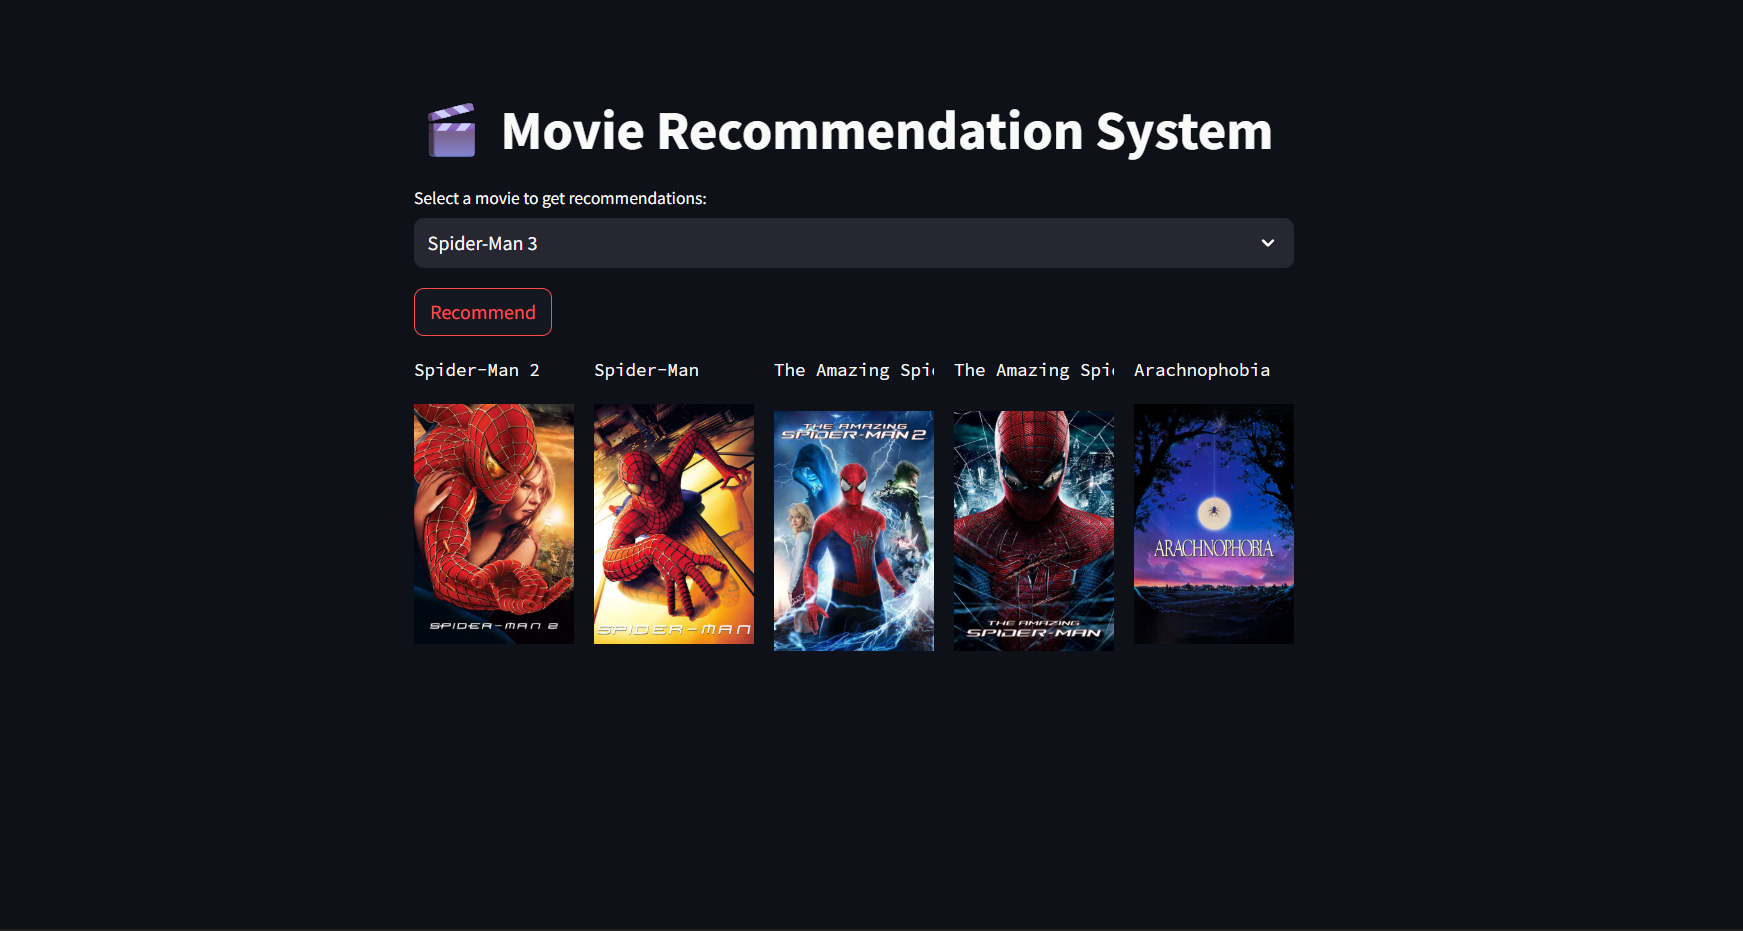 Movie Recommendation System
Select a movie to get recommendations:
Spider-Man 3
Recommend
Spider-Man 2
Spider-Man
The Amazing Spi
The Amazing Spi
Arachnophobia
SPIDER-MAN 2
SPIDER-MAN
THE AMAZING
SPIDER-MAN 2
THE AMAZING
SPIDER-MAN
ARACHNOPHOBIA